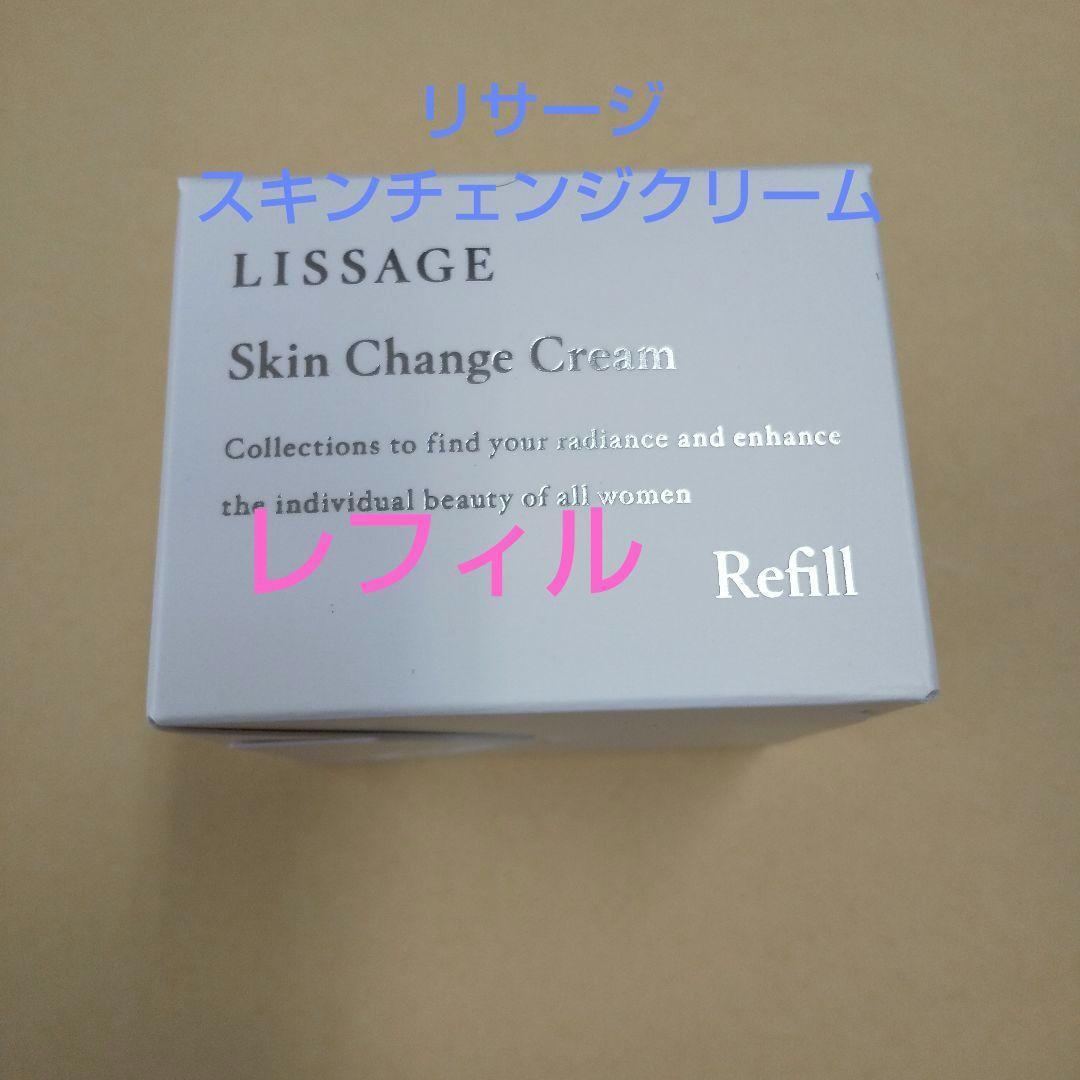 リサージ
スキンチェンジクリーム
LISSAGE
Skin Change Cream
Collections to find your radiance and enhance
the individual beauty of all women
レフィル
Refill